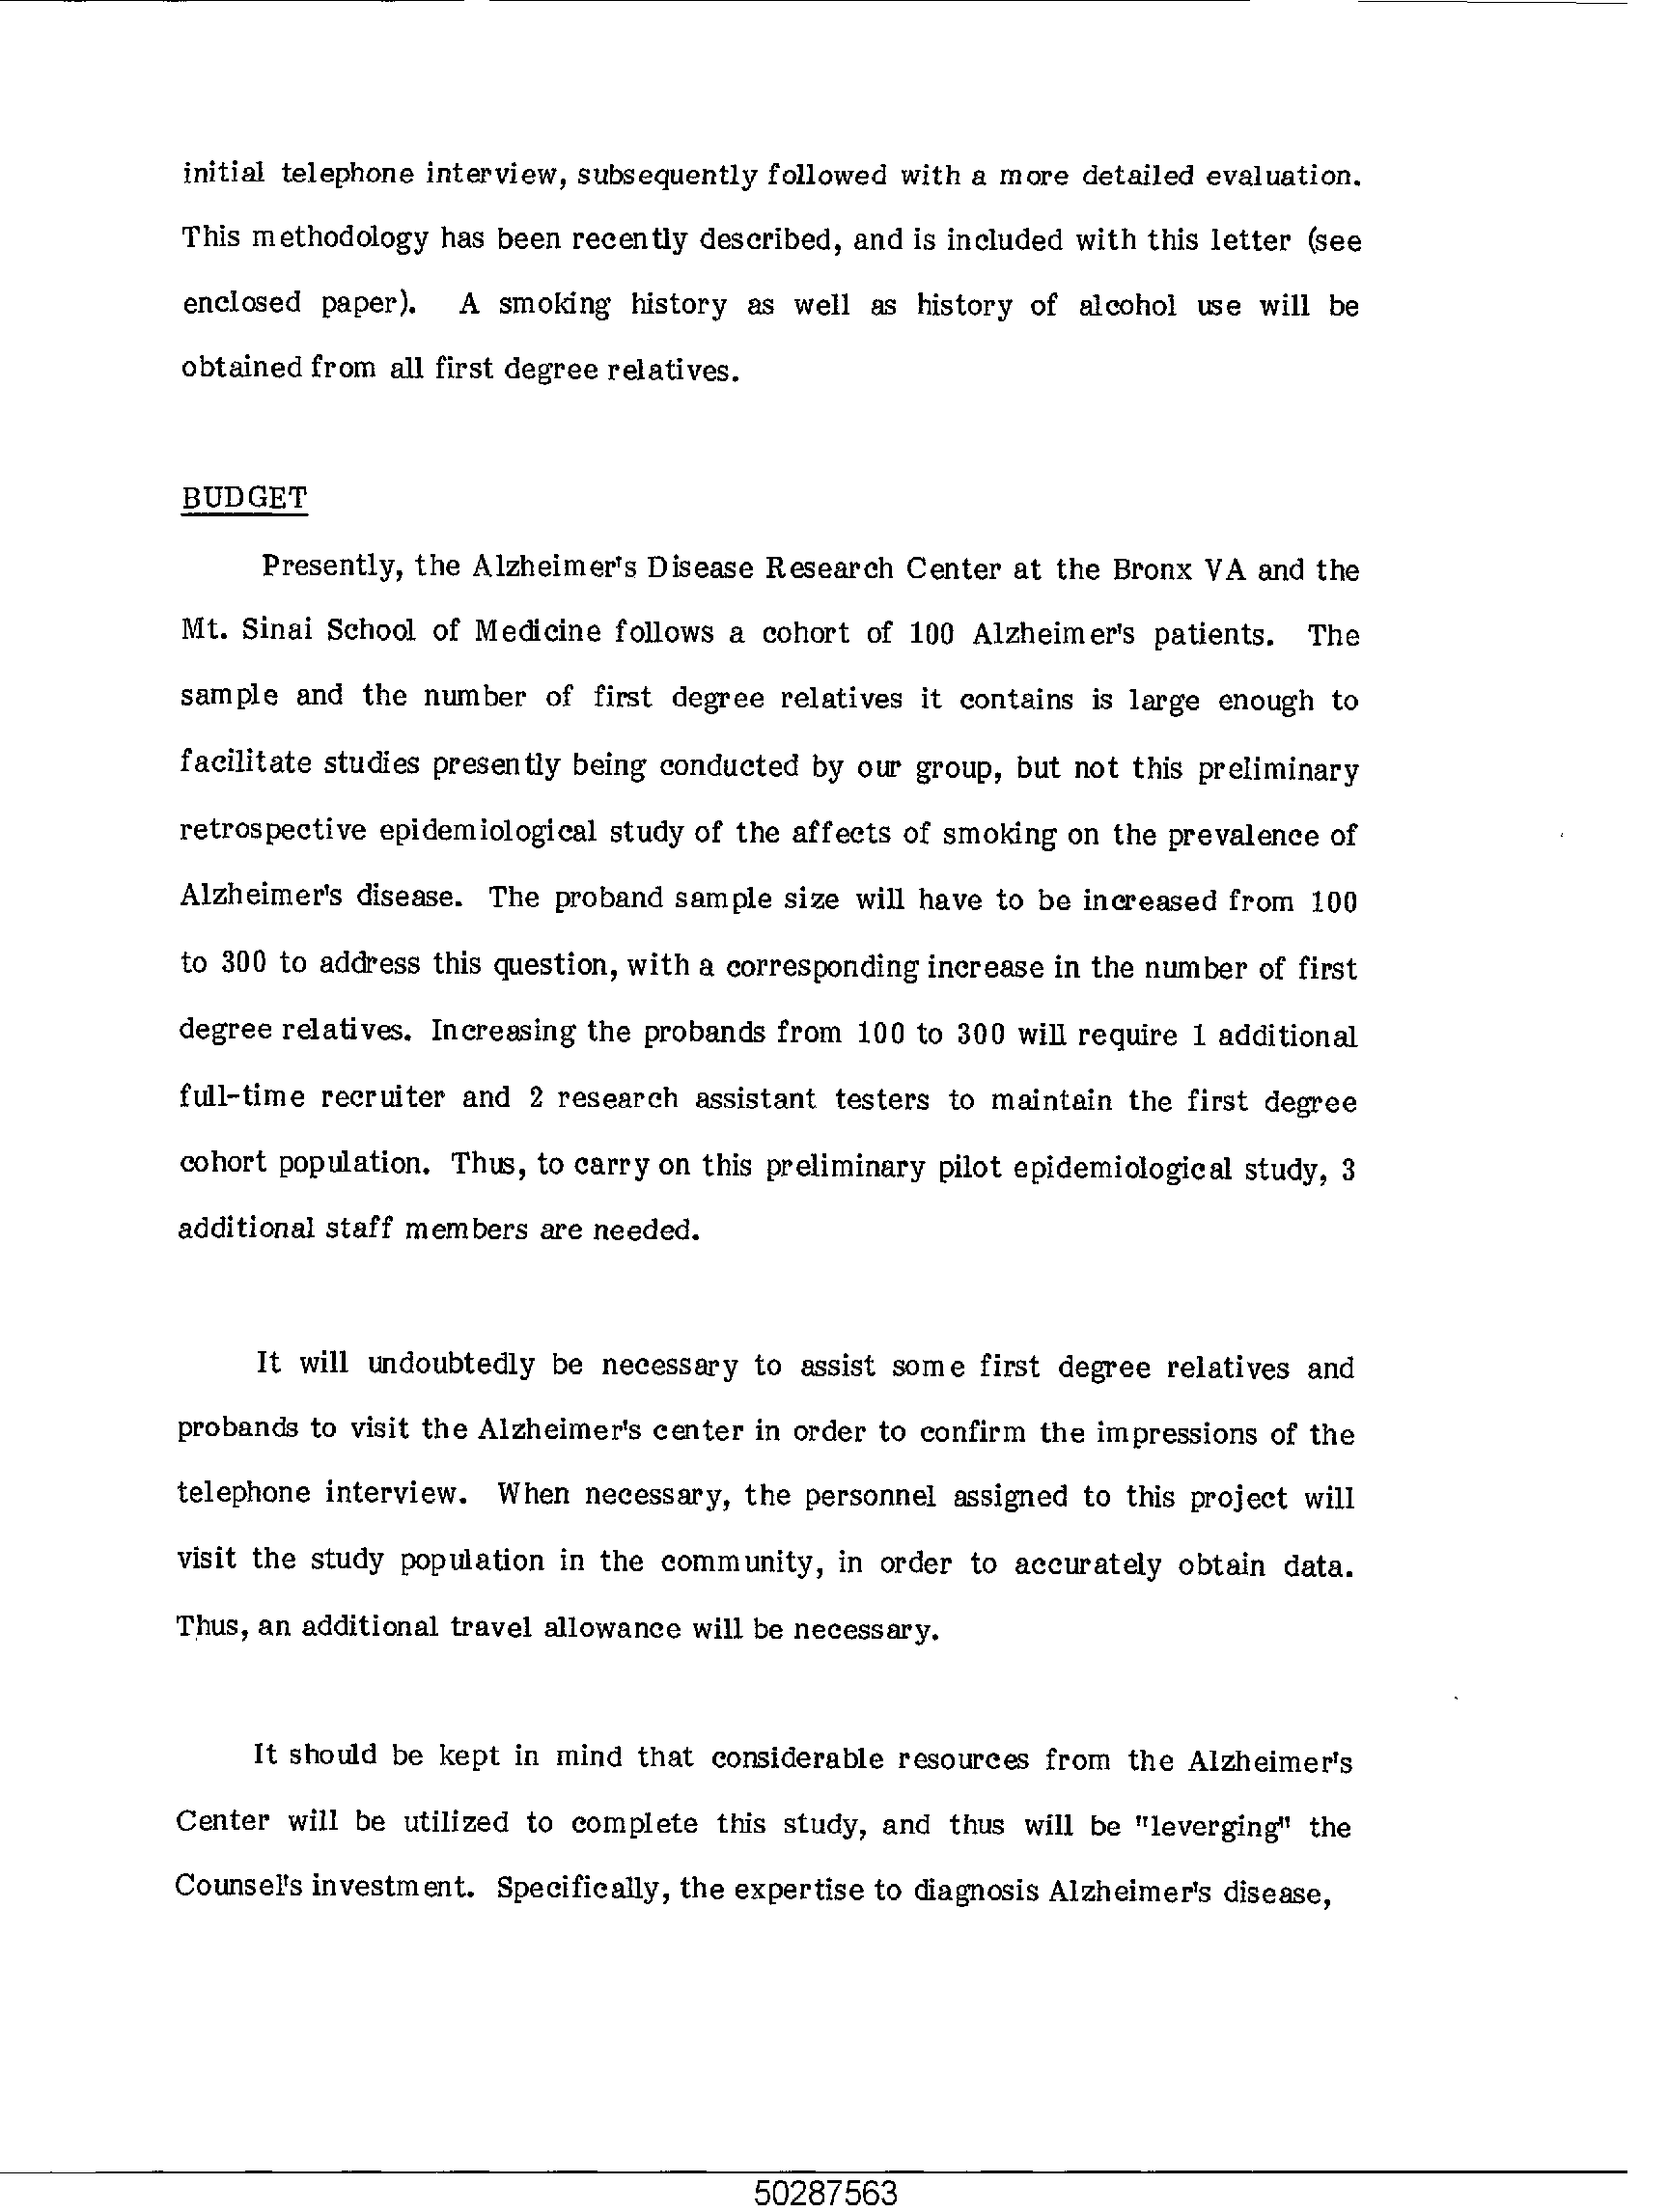 initial telephone interview, subsequently followed with a more detailed evaluation.
This methodology has been recently described, and is included with this letter (see
enclosed paper). A smoking history as well as history of alcohol use will be
obtained from all first degree relatives.
BUDGET
Presently, the Alzheimer's Disease Research Center at the Bronx VA and the
Mt. Sinai School of Medicine follows a cohort of 100 Alzheimer's patients. The
sample and the number of first degree relatives it contains is large enough to
facilitate studies presently being conducted by our group, but not this preliminary
retrospective epidemiological study of the affects of smoking on the prevalence of
Alzheimer's disease. The proband sample size will have to be increased from 100
to 300 to address this question, with a corresponding increase in the number of first
degree relatives. Increasing the probands from 100 to 300 will require 1 additional
full-time recruiter and 2 research assistant testers to maintain the first degree
cohort population. Thus, to carry on this preliminary pilot epidemiological study, 3
additional staff members are needed.
It will undoubtedly be necessary to assist some first degree relatives and
probands to visit the Alzheimer's center in order to confirm the impressions of the
telephone interview. When necessary, the personnel assigned to this project will
visit the study population in the community, in order to accurately obtain data.
Thus, an additional travel allowance will be necessary.
It should be kept in mind that considerable resources from the Alzheimer's
Center will be utilized to complete this study, and thus will be "leverging" the
Counsel's investment. Specifically, the expertise to diagnosis Alzheimer's disease,
50287563